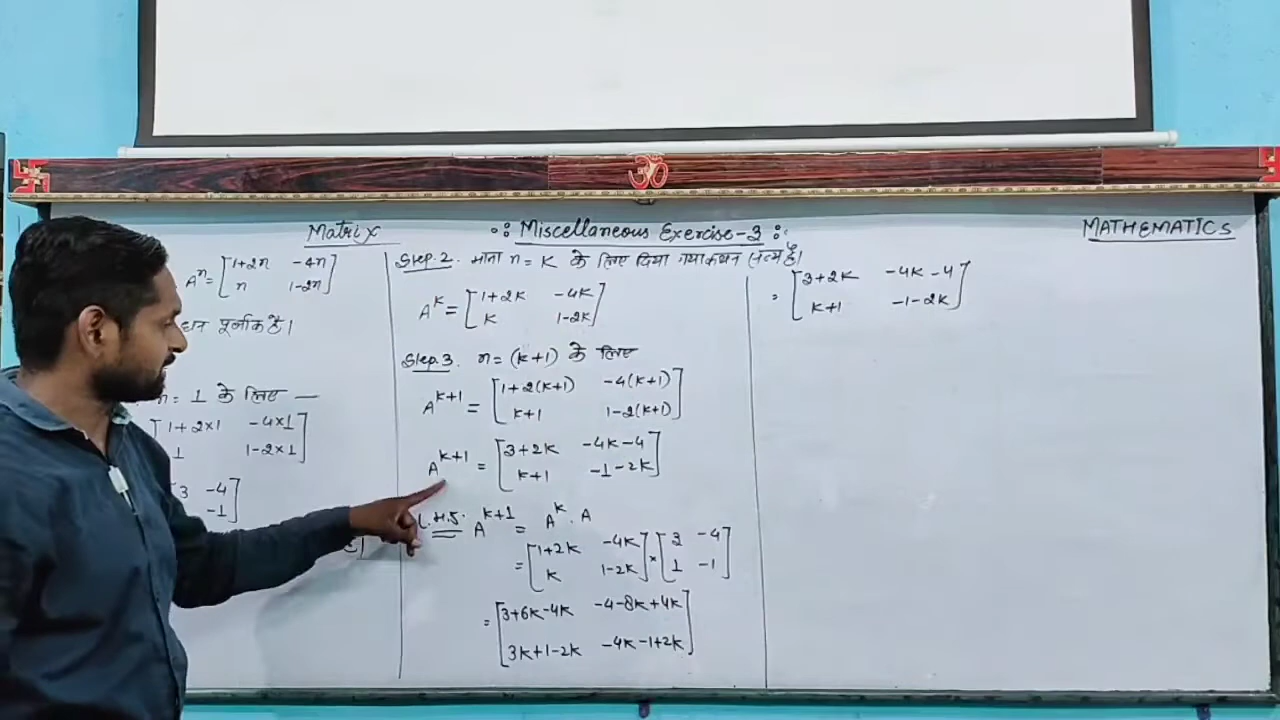 Matrix
∴ Miscellaneous Exercise-3 ∴
MATHEMATICS
Aⁿ = [1+2n -4n
n 1-2n]
पूर्णांक है।
n = 1 के लिए —
[1+2×1 -4×1
1 1-2×1]
3 -4]
-1]
Step.2. माना n = K के लिए दिया गया कथन सत्य है।
A^K = [1+2K -4K
K 1-2K]
Step.3. n = (K+1) के लिए
A^(K+1) = [1+2(K+1) -4(K+1)
K+1 1-2(K+1)]
A^(K+1) = [3+2K -4K-4
K+1 -1-2K]
L.H.S. A^(K+1) = A^K . A
= [1+2K -4K
K 1-2K] × [3 -4
1 -1]
= [3+6K-4K -4-8K+4K
3K+1-2K -4K-1+2K]
= [3+2K -4K-4
K+1 -1-2K]